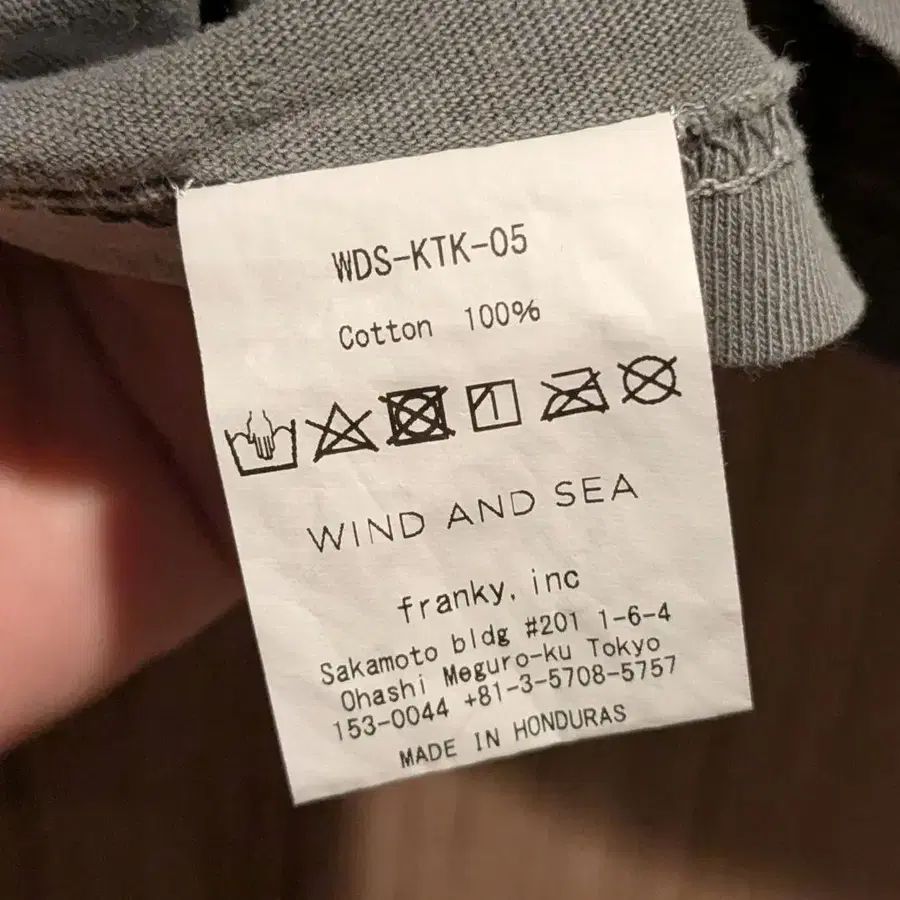 WDS-KTK-05
Cotton 100%
WIND AND SEA
franky, inc
Sakamoto bldg #201 1-6-4
Ohashi Meguro-ku Tokyo
153-0044 +81-3-5708-5757
MADE IN HONDURAS